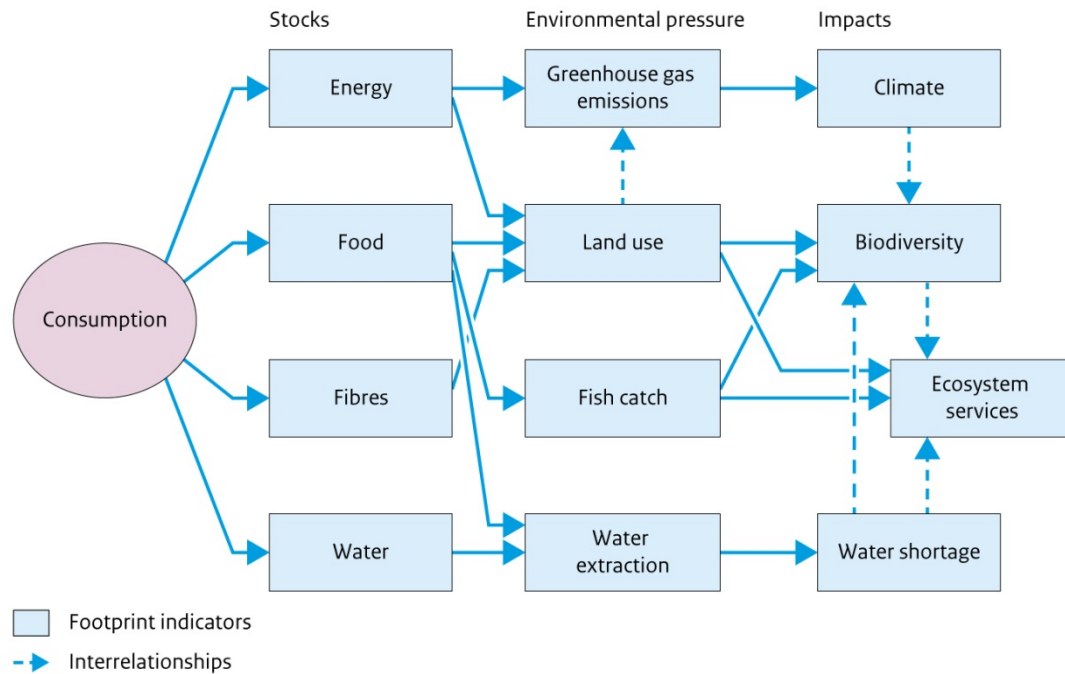 Stocks
Environmental pressure
Impacts
Energy
Greenhouse gas
emissions
Climate
Food
Land use
Biodiversity
Consumption
Fibres
Fish catch
Ecosystem
services
Water
Water
extraction
Water shortage
Footprint indicators
Interrelationships